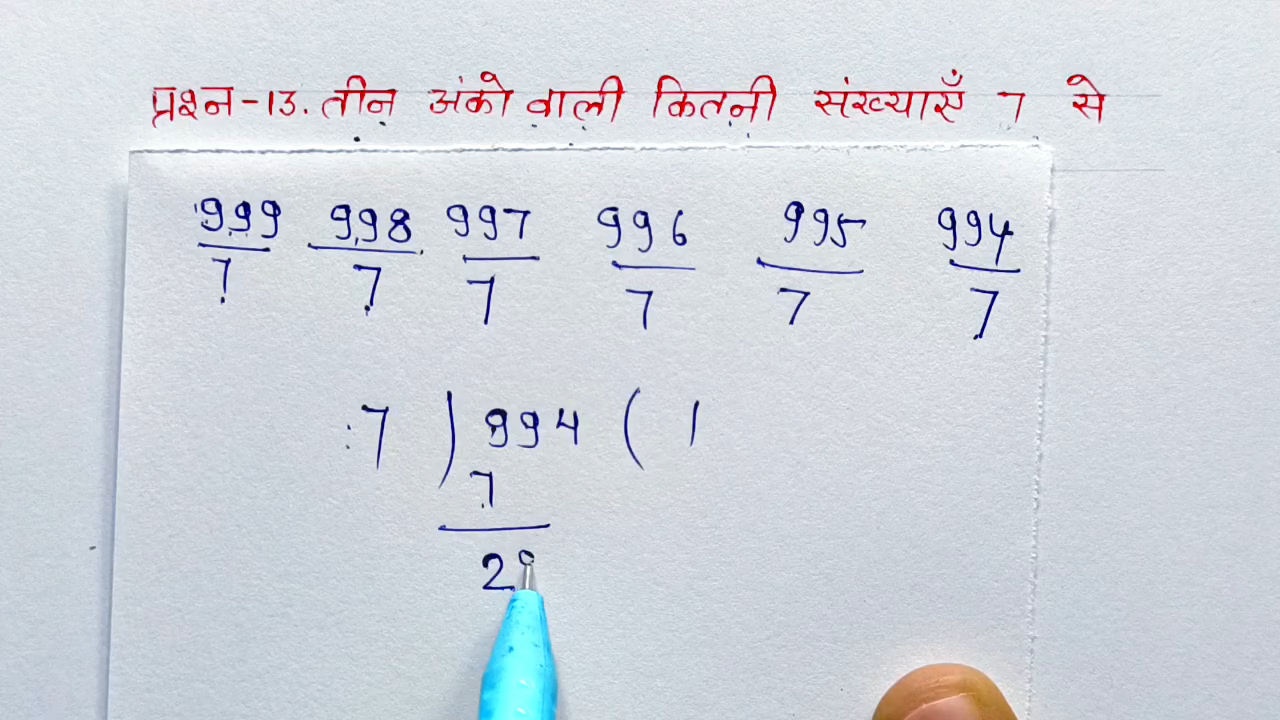 प्रश्न-13. तीन अंको वाली कितनी संख्याएँ 7 से
999 998 997 996 995 994
7 7 7 7 7 7
7 ) 994 ( 1
7
29